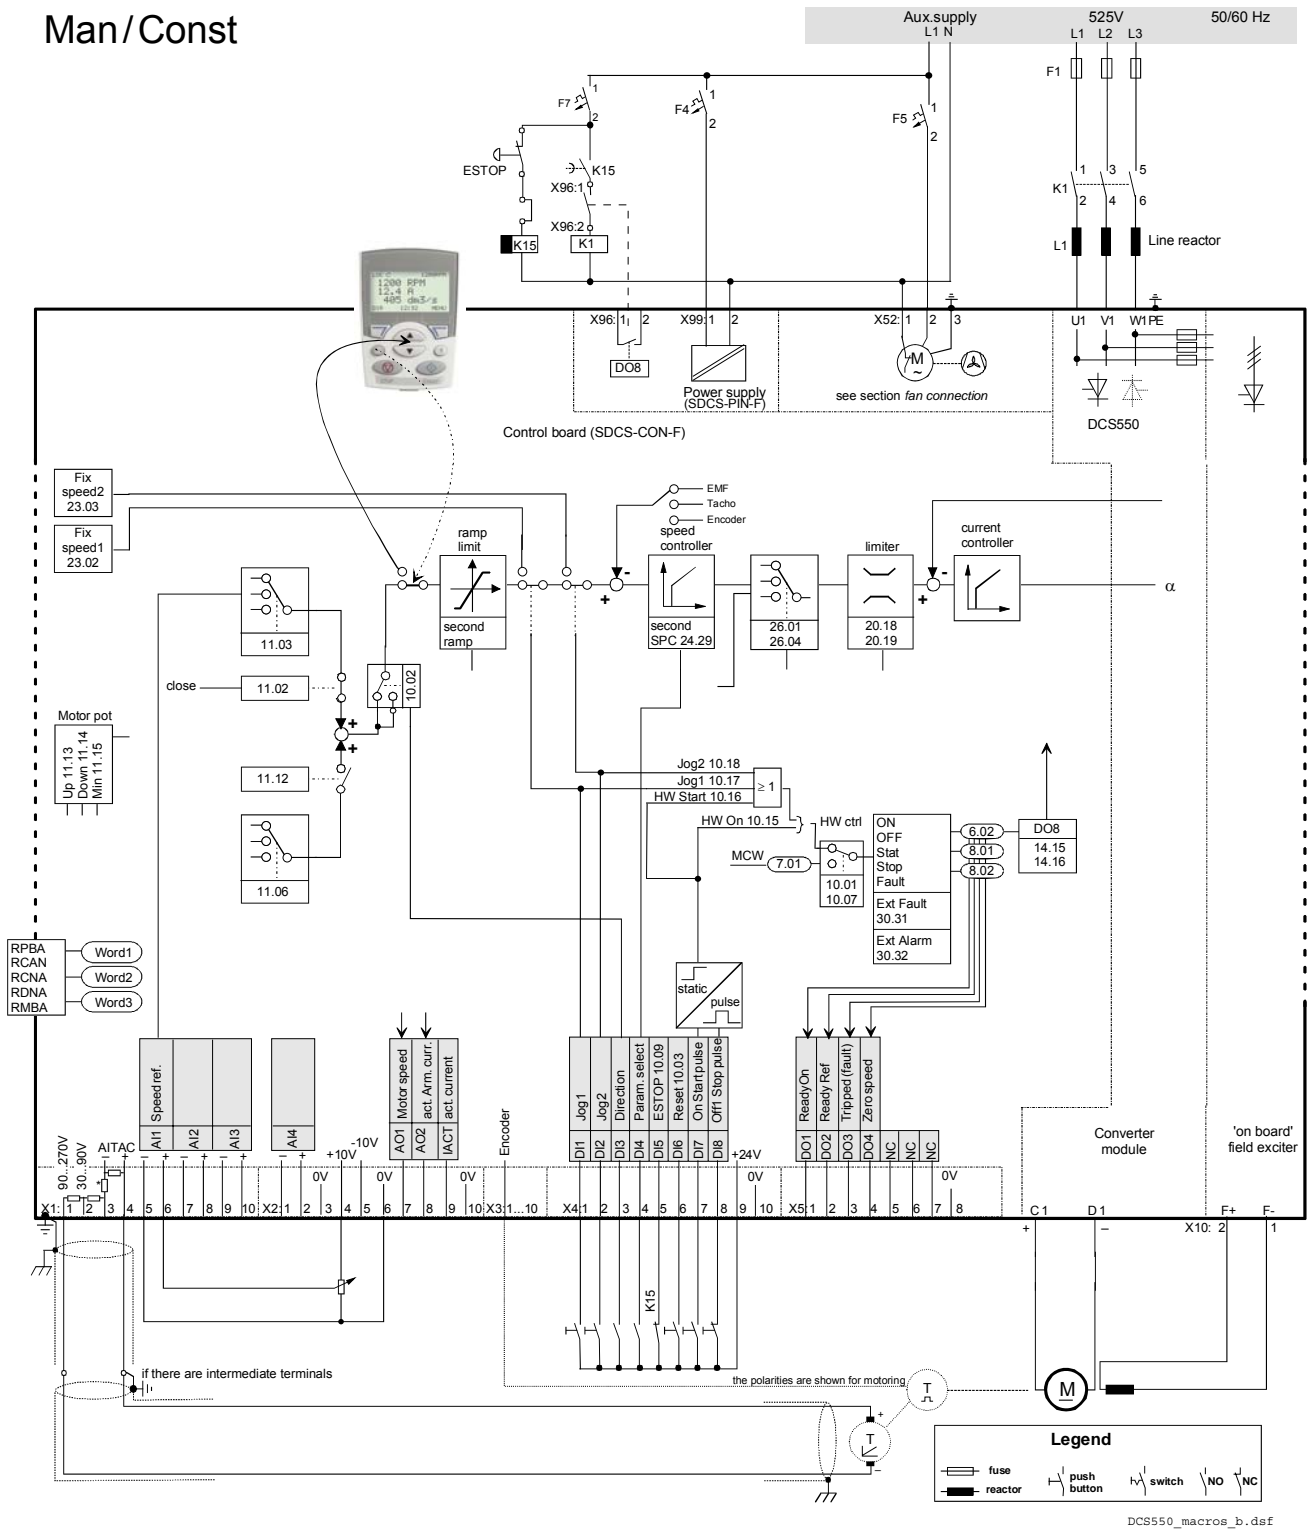 Man/Const
Aux.supply
L1 N
525V
50/60 Hz
L1 L2 L3
F1
F7
1
2
F4
1
2
F5
1
2
ESTOP
K15
X96:1
X96:2
K15
K1
K1
1 3 5
2 4 6
L1
Line reactor
1200 RPM
12.4 A
405 dm3/s
X96: 1 2
X99: 1 2
X52: 1 2 3
U1 V1 W1 PE
DO8
Power supply
(SDCS-PIN-F)
M
~
see section fan connection
DCS550
Control board (SDCS-CON-F)
Fix
speed2
23.03
Fix
speed1
23.02
EMF
Tacho
Encoder
ramp
limit
speed
controller
limiter
current
controller
-
+
-
+
α
second
ramp
second
SPC 24.29
26.01
26.04
20.18
20.19
11.03
close
11.02
10.02
+
+
Motor pot
Up 11.13
Down 11.14
Min 11.15
11.12
11.06
Jog2 10.18
Jog1 10.17
HW Start 10.16
≥ 1
HW On 10.15
HW ctrl
MCW
7.01
10.01
10.07
ON
OFF
Stat
Stop
Fault
Ext Fault
30.31
Ext Alarm
30.32
6.02
8.01
8.02
DO8
14.15
14.16
RPBA
RCAN
RCNA
RDNA
RMBA
Word1
Word2
Word3
static
pulse
Speed ref.
AI1
AI2
AI3
AI4
Motor speed
act. Arm. curr.
act. current
AO1
AO2
IACT
Encoder
Jog1
Jog2
Direction
Param. select
ESTOP 10.09
Reset 10.03
On Start pulse
Off1 Stop pulse
DI1
DI2
DI3
DI4
DI5
DI6
DI7
DI8
Ready On
Ready Ref
Tripped (fault)
Zero speed
DO1
DO2
DO3
DO4
NC
NC
NC
Converter
module
'on board'
field exciter
90..270V
30..90V
AITAC
− +
− + − + − +
− +
0V
+10V
-10V
0V
0V
+24V
0V
0V
*
X1: 1 2 3 4 5 6 7 8 9 10
X2:1 2 3 4 5 6 7 8 9 10
X3:1...10
X4:1 2 3 4 5 6 7 8 9 10
X5:1 2 3 4 5 6 7 8
C 1
D 1
+
−
X10: 2
F+
F-
1
K15
if there are intermediate terminals
the polarities are shown for motoring
T
M
T
+
−
Legend
fuse
reactor
push
button
switch
NO
NC
DCS550_macros_b.dsf